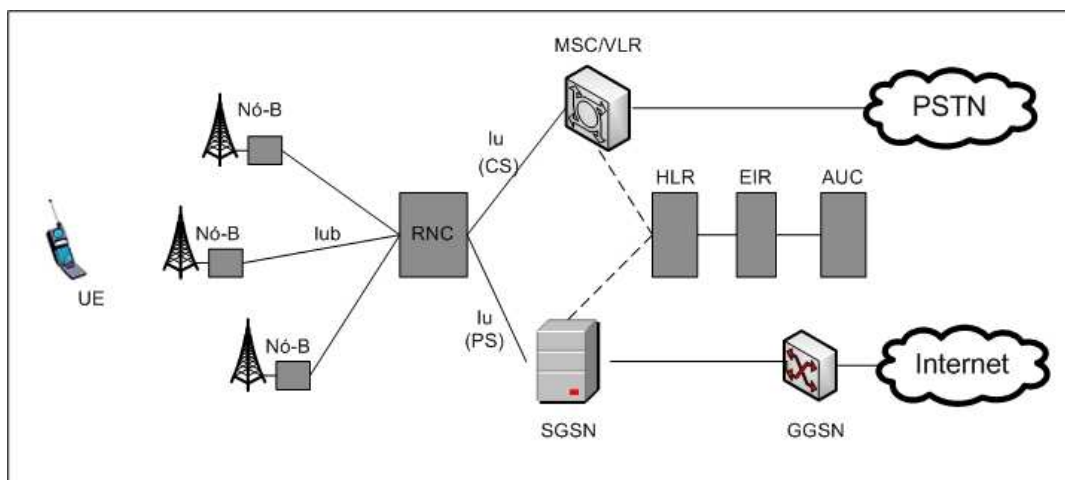 MSC/VLR
PSTN
Nó-B
Iu
(CS)
HLR
EIR
AUC
Nó-B
Iub
RNC
UE
Iu
(PS)
Nó-B
Internet
SGSN
GGSN